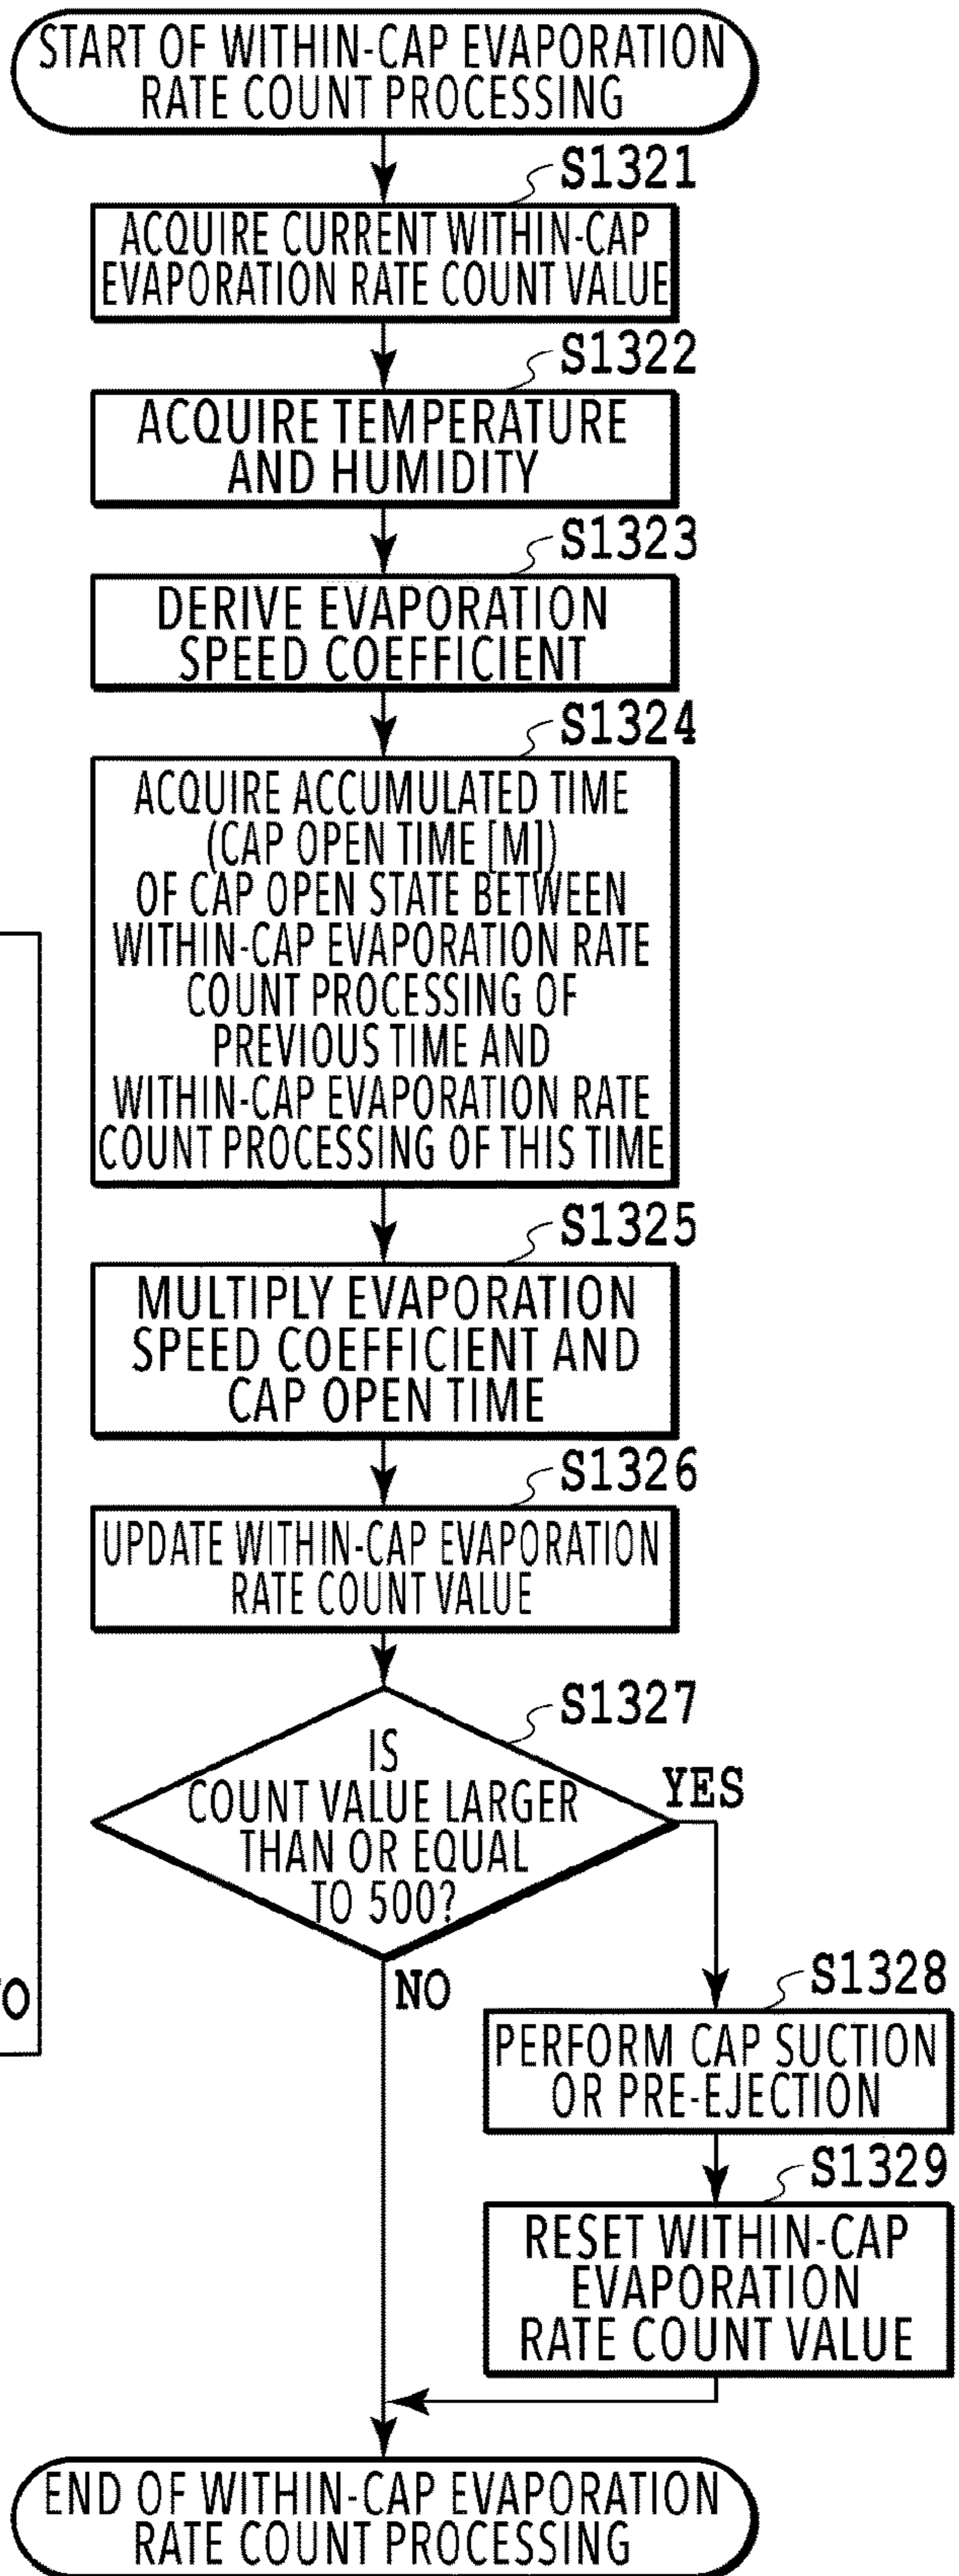 START OF WITHIN-CAP EVAPORATION
RATE COUNT PROCESSING
S1321
ACQUIRE CURRENT WITHIN-CAP
EVAPORATION RATE COUNT VALUE
S1322
ACQUIRE TEMPERATURE
AND HUMIDITY
S1323
DERIVE EVAPORATION
SPEED COEFFICIENT
S1324
ACQUIRE ACCUMULATED TIME
(CAP OPEN TIME [M])
OF CAP OPEN STATE BETWEEN
WITHIN-CAP EVAPORATION RATE
COUNT PROCESSING OF
PREVIOUS TIME AND
WITHIN-CAP EVAPORATION RATE
COUNT PROCESSING OF THIS TIME
S1325
MULTIPLY EVAPORATION
SPEED COEFFICIENT AND
CAP OPEN TIME
S1326
UPDATE WITHIN-CAP EVAPORATION
RATE COUNT VALUE
S1327
IS
COUNT VALUE LARGER
THAN OR EQUAL
TO 500?
YES
NO
S1328
PERFORM CAP SUCTION
OR PRE-EJECTION
S1329
RESET WITHIN-CAP
EVAPORATION
RATE COUNT VALUE
END OF WITHIN-CAP EVAPORATION
RATE COUNT PROCESSING